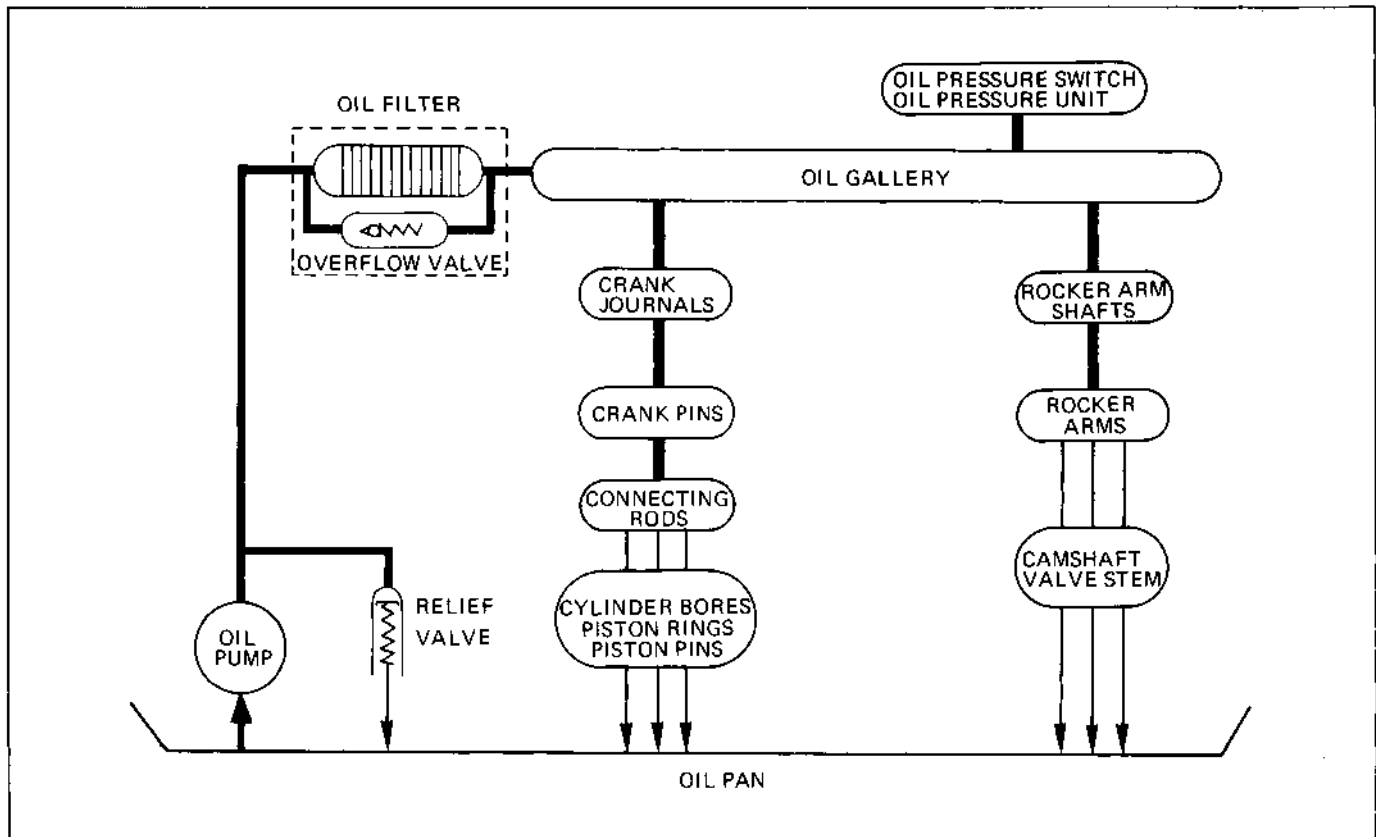 OIL PRESSURE SWITCH
OIL PRESSURE UNIT
OIL FILTER
OIL GALLERY
OVERFLOW VALVE
CRANK
JOURNALS
ROCKER ARM
SHAFTS
CRANK PINS
ROCKER
ARMS
CONNECTING
RODS
CAMSHAFT
VALVE STEM
CYLINDER BORES
PISTON RINGS
PISTON PINS
RELIEF
VALVE
OIL
PUMP
OIL PAN